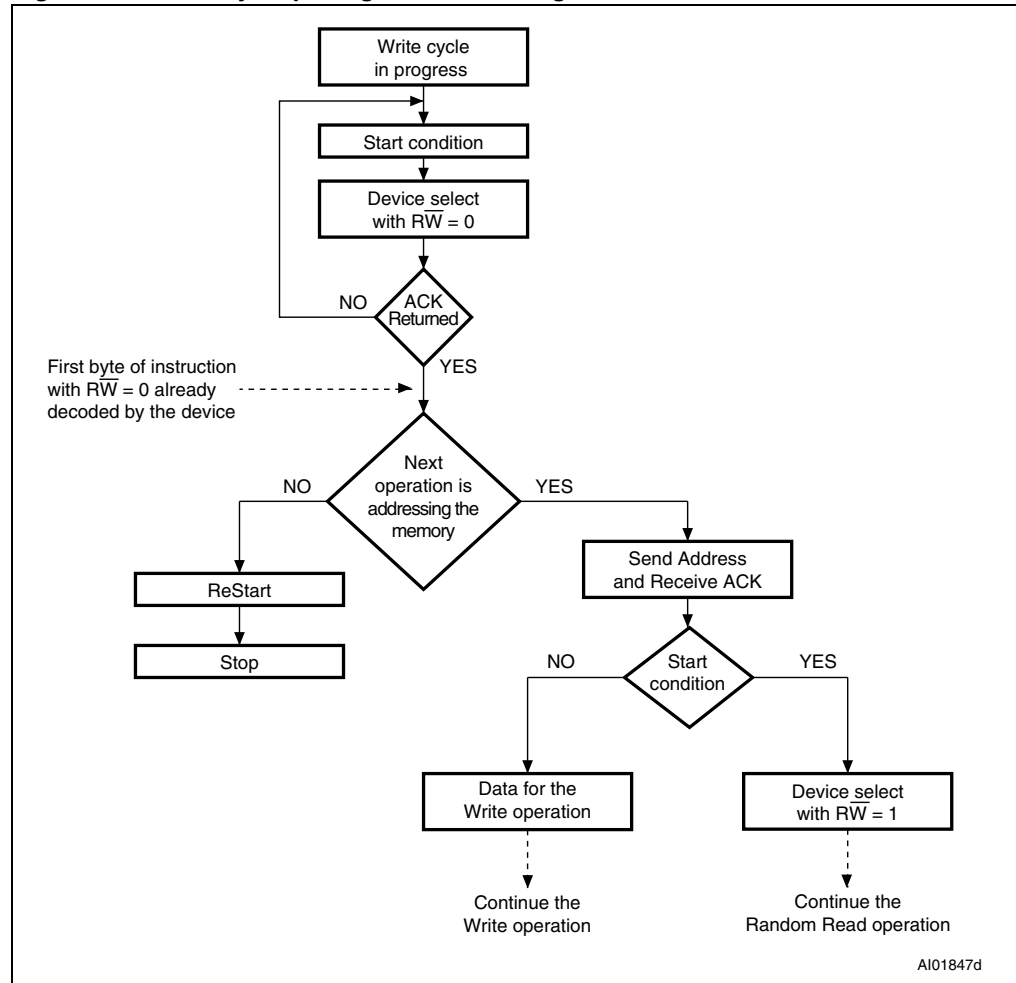 Write cycle
in progress
Start condition
Device select
with RW̅ = 0
NO
ACK
Returned
YES
First byte of instruction
with RW̅ = 0 already
decoded by the device
Next
operation is
addressing the
memory
NO
YES
Send Address
and Receive ACK
ReStart
Stop
NO
Start
condition
YES
Data for the
Write operation
Device select
with RW̅ = 1
Continue the
Write operation
Continue the
Random Read operation
AI01847d